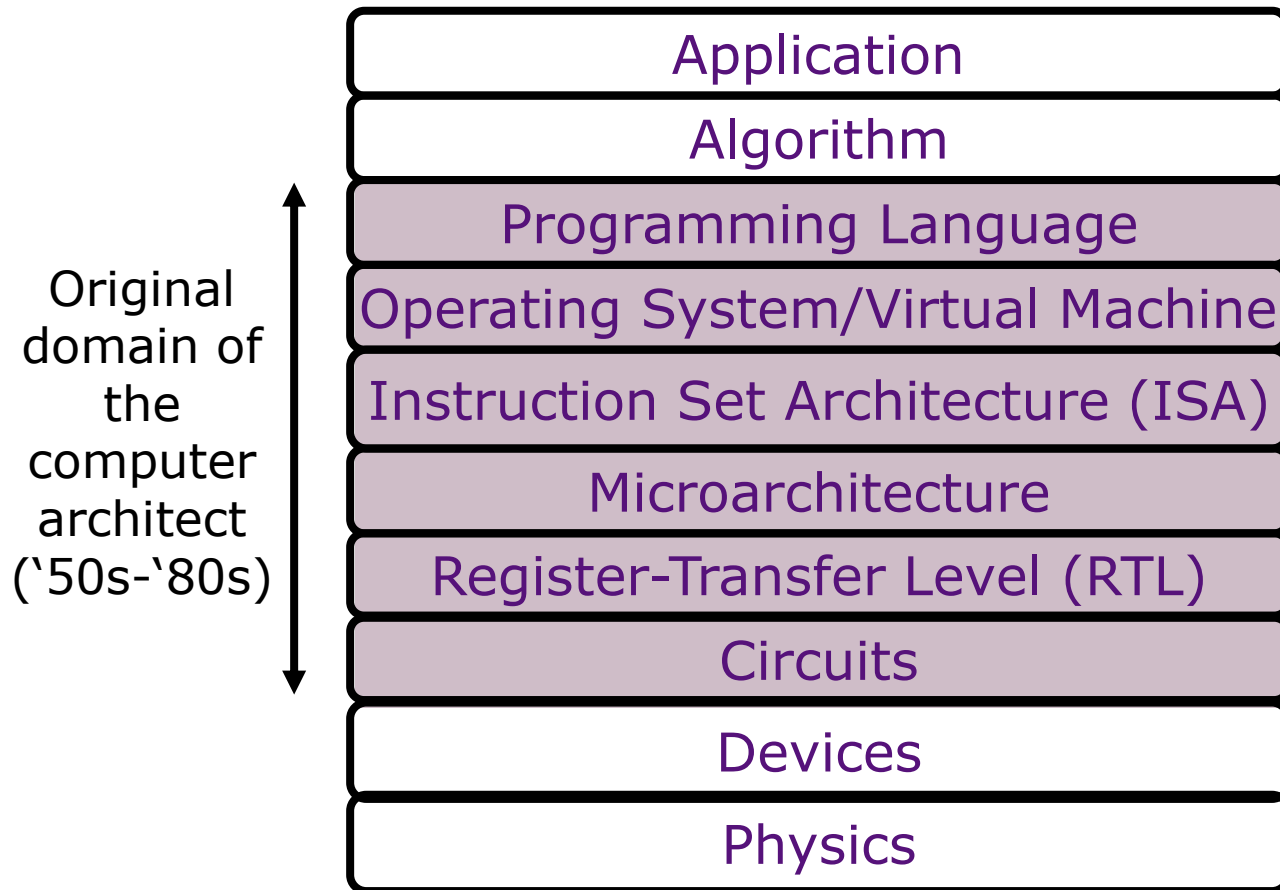 Application
Algorithm
Programming Language
Operating System/Virtual Machine
Instruction Set Architecture (ISA)
Microarchitecture
Register-Transfer Level (RTL)
Circuits
Devices
Physics
Original
domain of
the
computer
architect
(‘50s-‘80s)